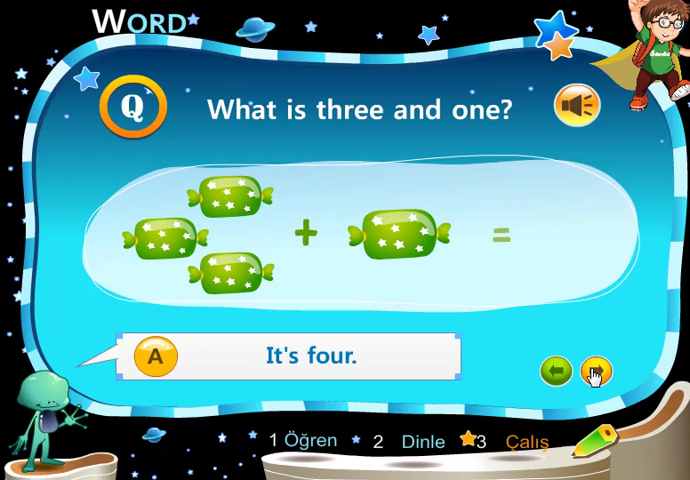 WORD
Q
What is three and one?
+ =
A
It's four.
1 Öğren 2 Dinle 3 Çalış